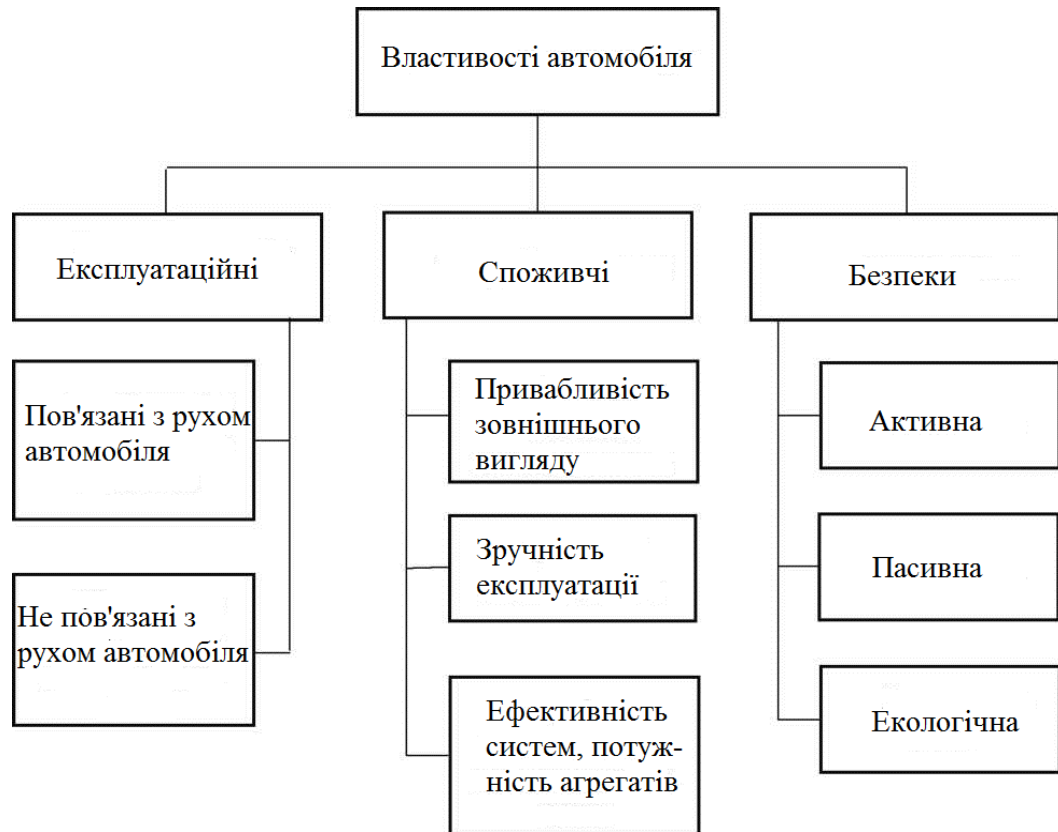 Властивості автомобіля
Експлуатаційні
Споживчі
Безпеки
Пов'язані з рухом
автомобіля
Не пов'язані з
рухом автомобіля
Привабливість
зовнішнього
вигляду
Зручність
експлуатації
Ефективність
систем, потуж-
ність агрегатів
Активна
Пасивна
Екологічна